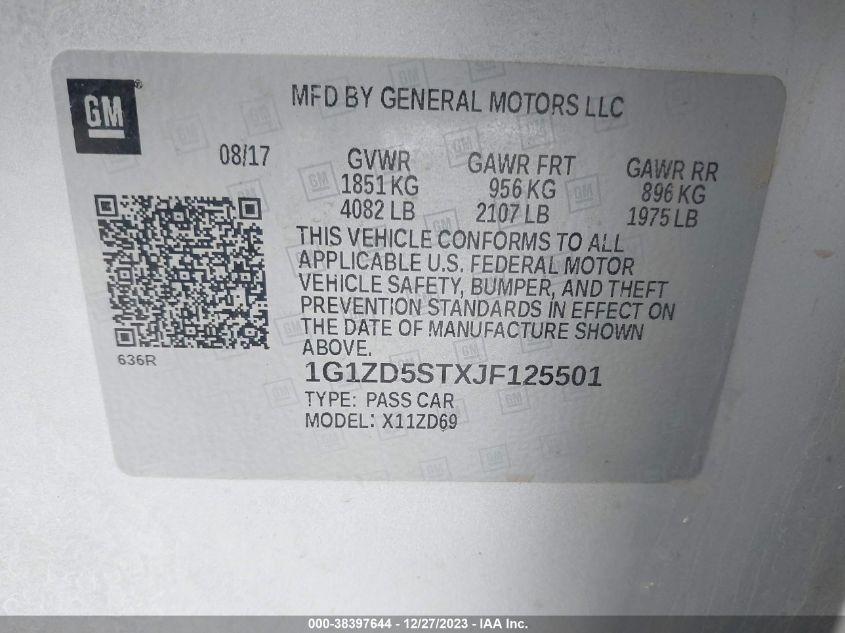 GM
MFD BY GENERAL MOTORS LLC
08/17
GVWR GAWR FRT GAWR RR
1851 KG 956 KG 896 KG
4082 LB 2107 LB 1975 LB
THIS VEHICLE CONFORMS TO ALL
APPLICABLE U.S. FEDERAL MOTOR
VEHICLE SAFETY, BUMPER, AND THEFT
PREVENTION STANDARDS IN EFFECT ON
THE DATE OF MANUFACTURE SHOWN
ABOVE.
636R
1G1ZD5STXJF125501
TYPE: PASS CAR
MODEL: X11ZD69
000-38397644 - 12/27/2023 - IAA Inc.